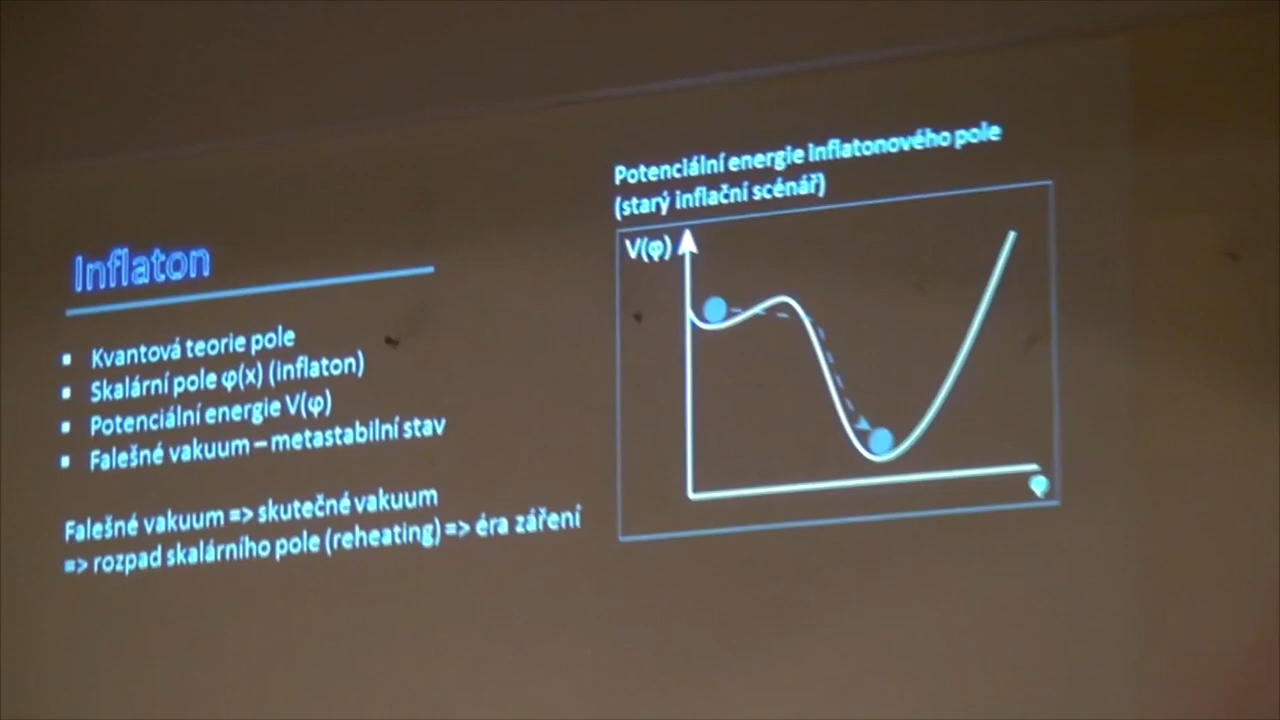 Inflaton
▪ Kvantová teorie pole
▪ Skalární pole φ(x) (inflaton)
▪ Potenciální energie V(φ)
▪ Falešné vakuum – metastabilní stav
Falešné vakuum => skutečné vakuum
=> rozpad skalárního pole (reheating) => éra záření
Potenciální energie inflatonového pole
(starý inflační scénář)
V(φ)
φ